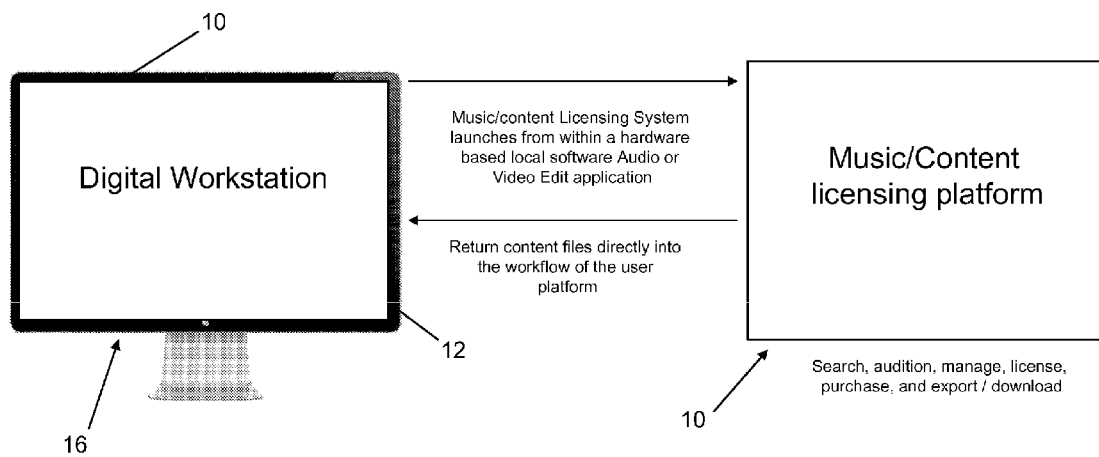 10
Digital Workstation
12
16
Music/content Licensing System
launches from within a hardware
based local software Audio or
Video Edit application
Return content files directly into
the workflow of the user
platform
Music/Content
licensing platform
10
Search, audition, manage, license,
purchase, and export / download